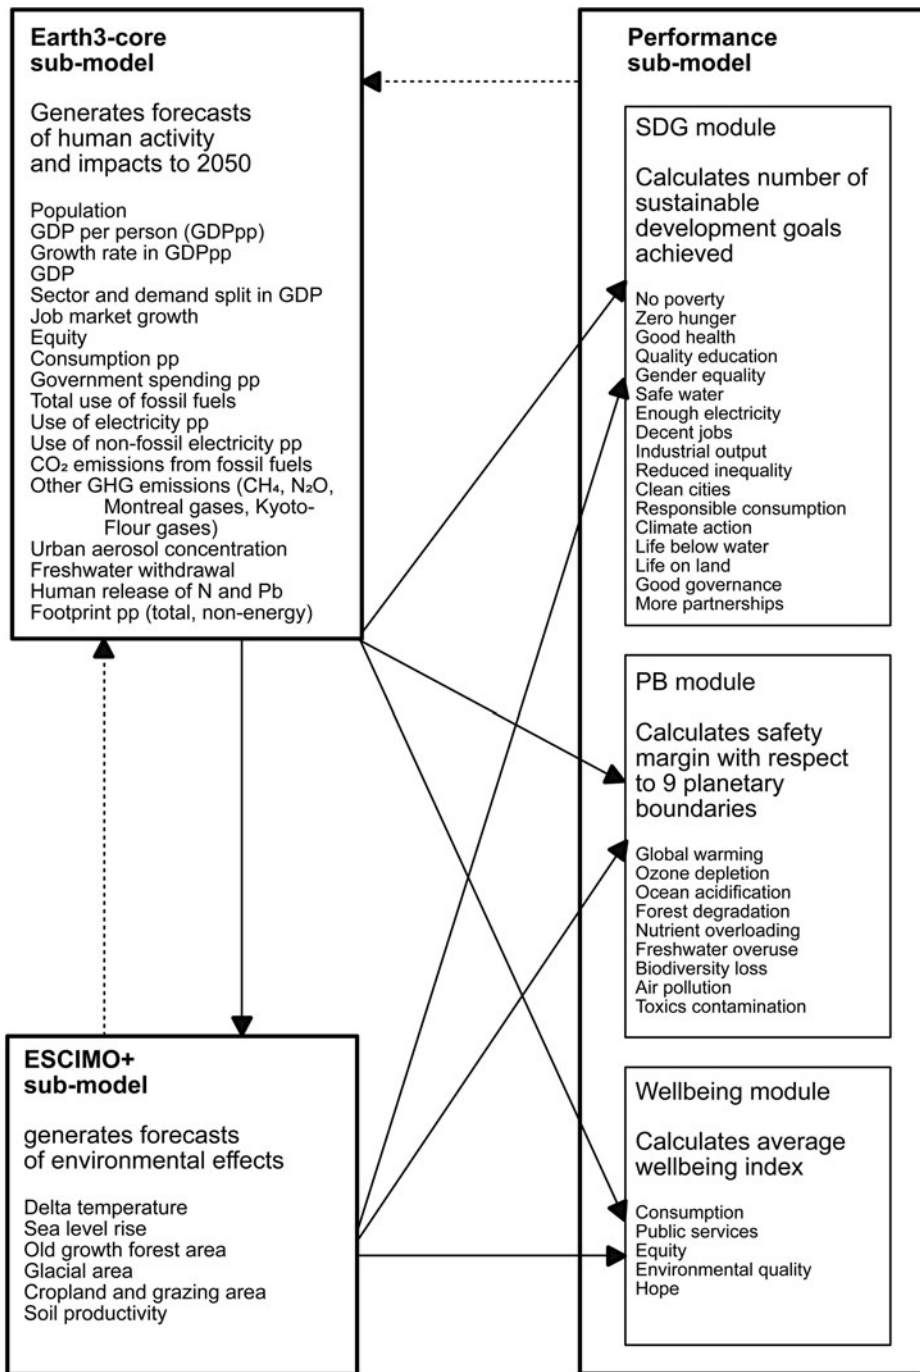 Earth3-core
sub-model
Generates forecasts
of human activity
and impacts to 2050
Population
GDP per person (GDPpp)
Growth rate in GDPpp
GDP
Sector and demand split in GDP
Job market growth
Equity
Consumption pp
Government spending pp
Total use of fossil fuels
Use of electricity pp
Use of non-fossil electricity pp
CO₂ emissions from fossil fuels
Other GHG emissions (CH₄, N₂O,
Montreal gases, Kyoto-
Flour gases)
Urban aerosol concentration
Freshwater withdrawal
Human release of N and Pb
Footprint pp (total, non-energy)
ESCIMO+
sub-model
generates forecasts
of environmental effects
Delta temperature
Sea level rise
Old growth forest area
Glacial area
Cropland and grazing area
Soil productivity
Performance
sub-model
SDG module
Calculates number of
sustainable
development goals
achieved
No poverty
Zero hunger
Good health
Quality education
Gender equality
Safe water
Enough electricity
Decent jobs
Industrial output
Reduced inequality
Clean cities
Responsible consumption
Climate action
Life below water
Life on land
Good governance
More partnerships
PB module
Calculates safety
margin with respect
to 9 planetary
boundaries
Global warming
Ozone depletion
Ocean acidification
Forest degradation
Nutrient overloading
Freshwater overuse
Biodiversity loss
Air pollution
Toxics contamination
Wellbeing module
Calculates average
wellbeing index
Consumption
Public services
Equity
Environmental quality
Hope